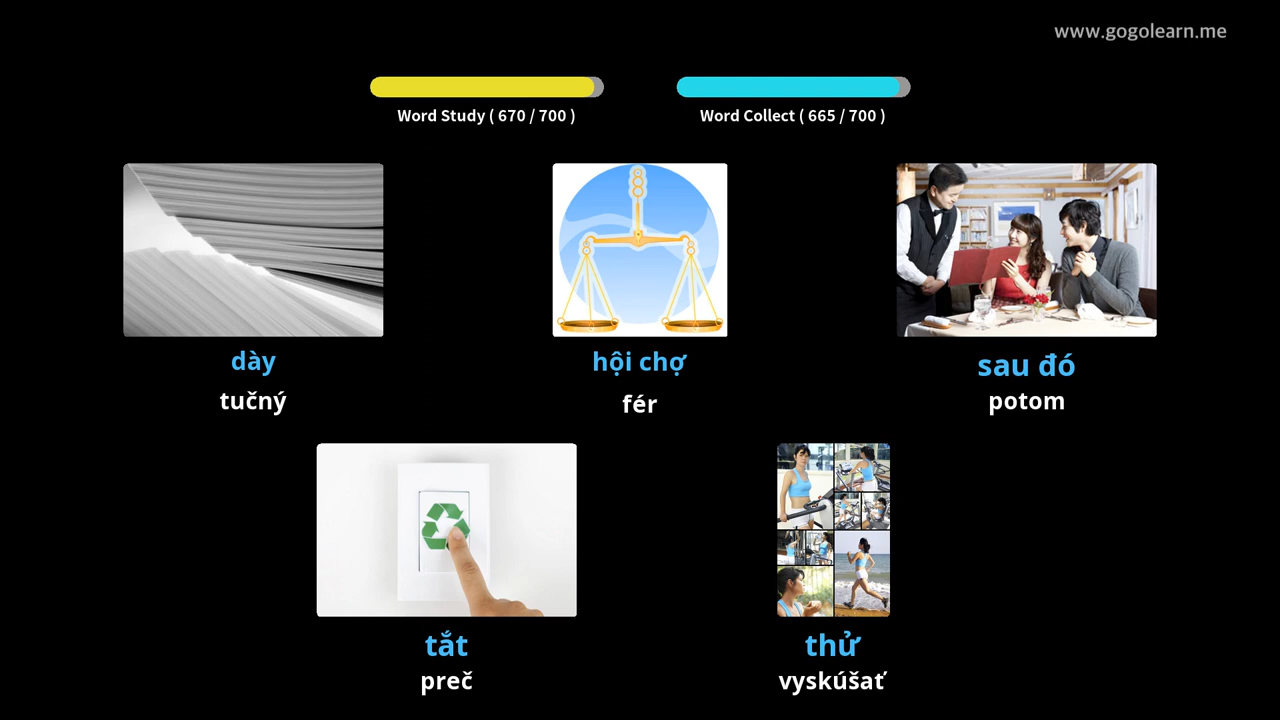 www.gogolearn.me
Word Study ( 670 / 700 )
Word Collect ( 665 / 700 )
dày
tučný
hội chợ
fér
sau đó
potom
tắt
preč
thử
vyskúšať